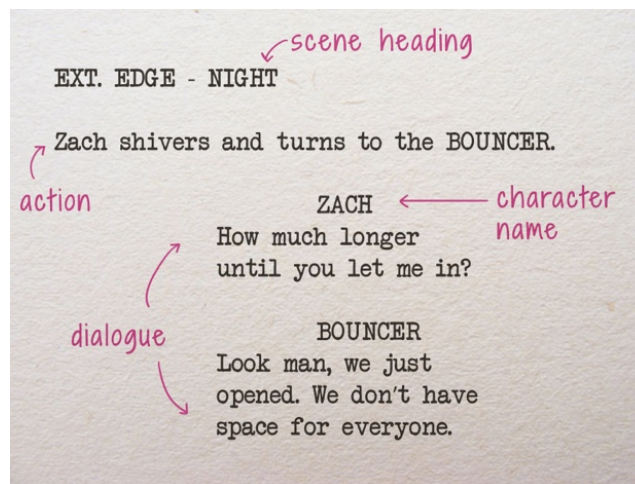 scene heading
EXT. EDGE - NIGHT
Zach shivers and turns to the BOUNCER.
action
ZACH
character
name
How much longer
until you let me in?
dialogue
BOUNCER
Look man, we just
opened. We don't have
space for everyone.